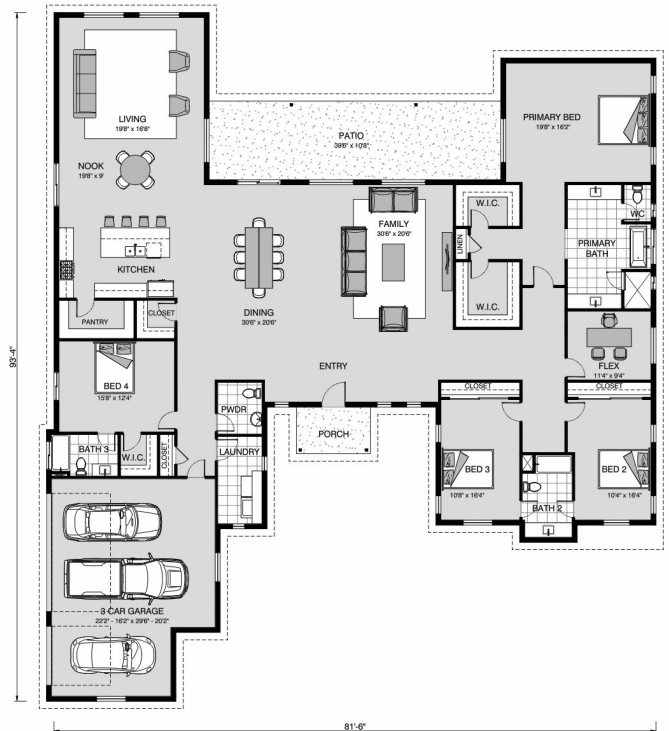 LIVING
19'8" x 16'8"
PRIMARY BED
19'8" x 16'2"
PATIO
39'6" x 10'8"
NOOK
19'8" x 9'
W.I.C.
WC
FAMILY
30'6" x 20'6"
LINEN
PRIMARY
BATH
KITCHEN
W.I.C.
PANTRY
CLOSET
DINING
30'6" x 20'6"
ENTRY
FLEX
11'4" x 9'4"
93'-4"
BED 4
15'8" x 12'4"
CLOSET
CLOSET
PWDR
PORCH
BATH 3
W.I.C.
CLOSET
LAUNDRY
BED 3
10'8" x 16'4"
BED 2
10'4" x 16'4"
BATH 2
3 CAR GARAGE
22'2" - 16'2" x 29'6" - 20'2"
81'-6"